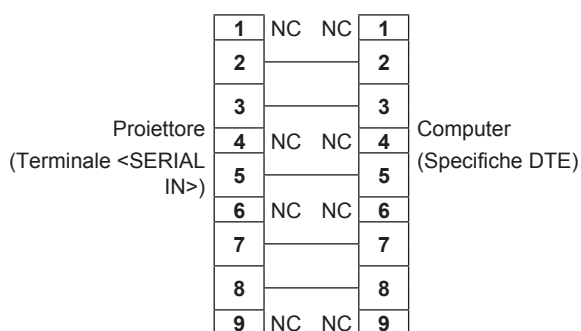 1 NC NC 1
2 2
3 3
Proiettore
(Terminale <SERIAL
IN>)
4 NC NC 4
Computer
(Specifiche DTE)
5 5
6 NC NC 6
7 7
8 8
9 NC NC 9